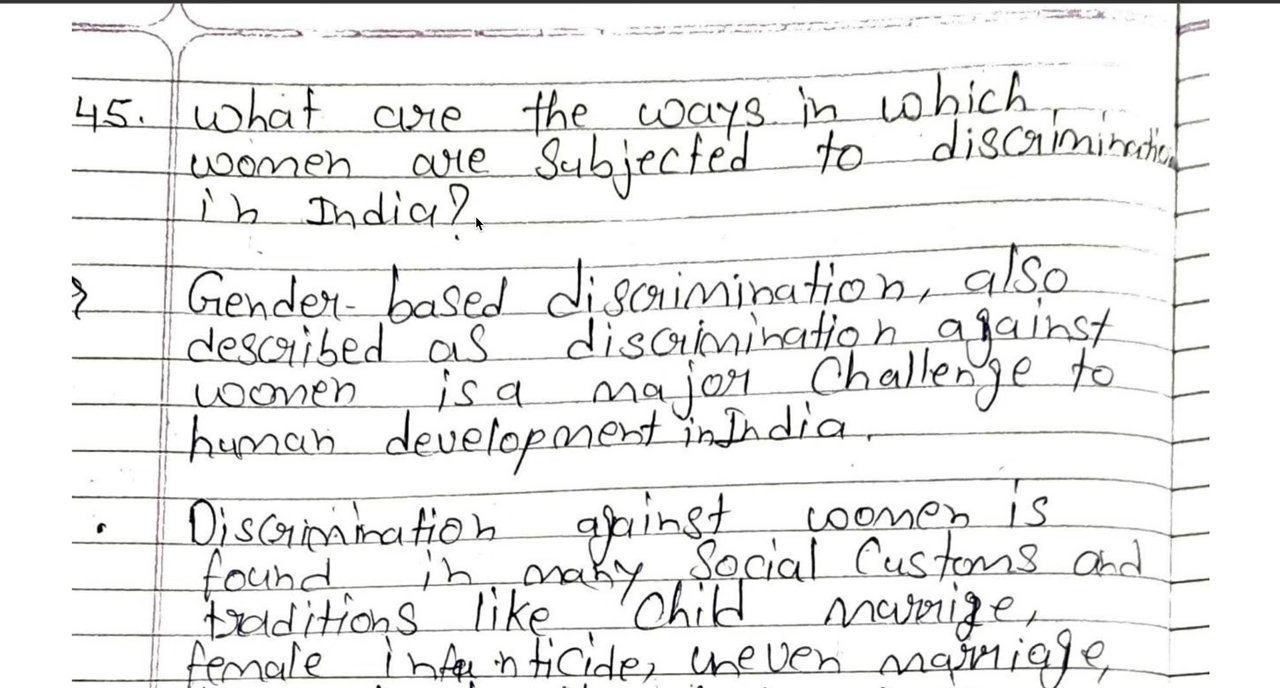 45. What are the ways in which
women are Subjected to discrimination
in India?
Gender-based discrimination, also
described as discrimination against
women is a major Challenge to
human development in India.
• Discrimination against women is
found in many Social Customs and
traditions like Child marrige,
female infanticide, uneven marriage,